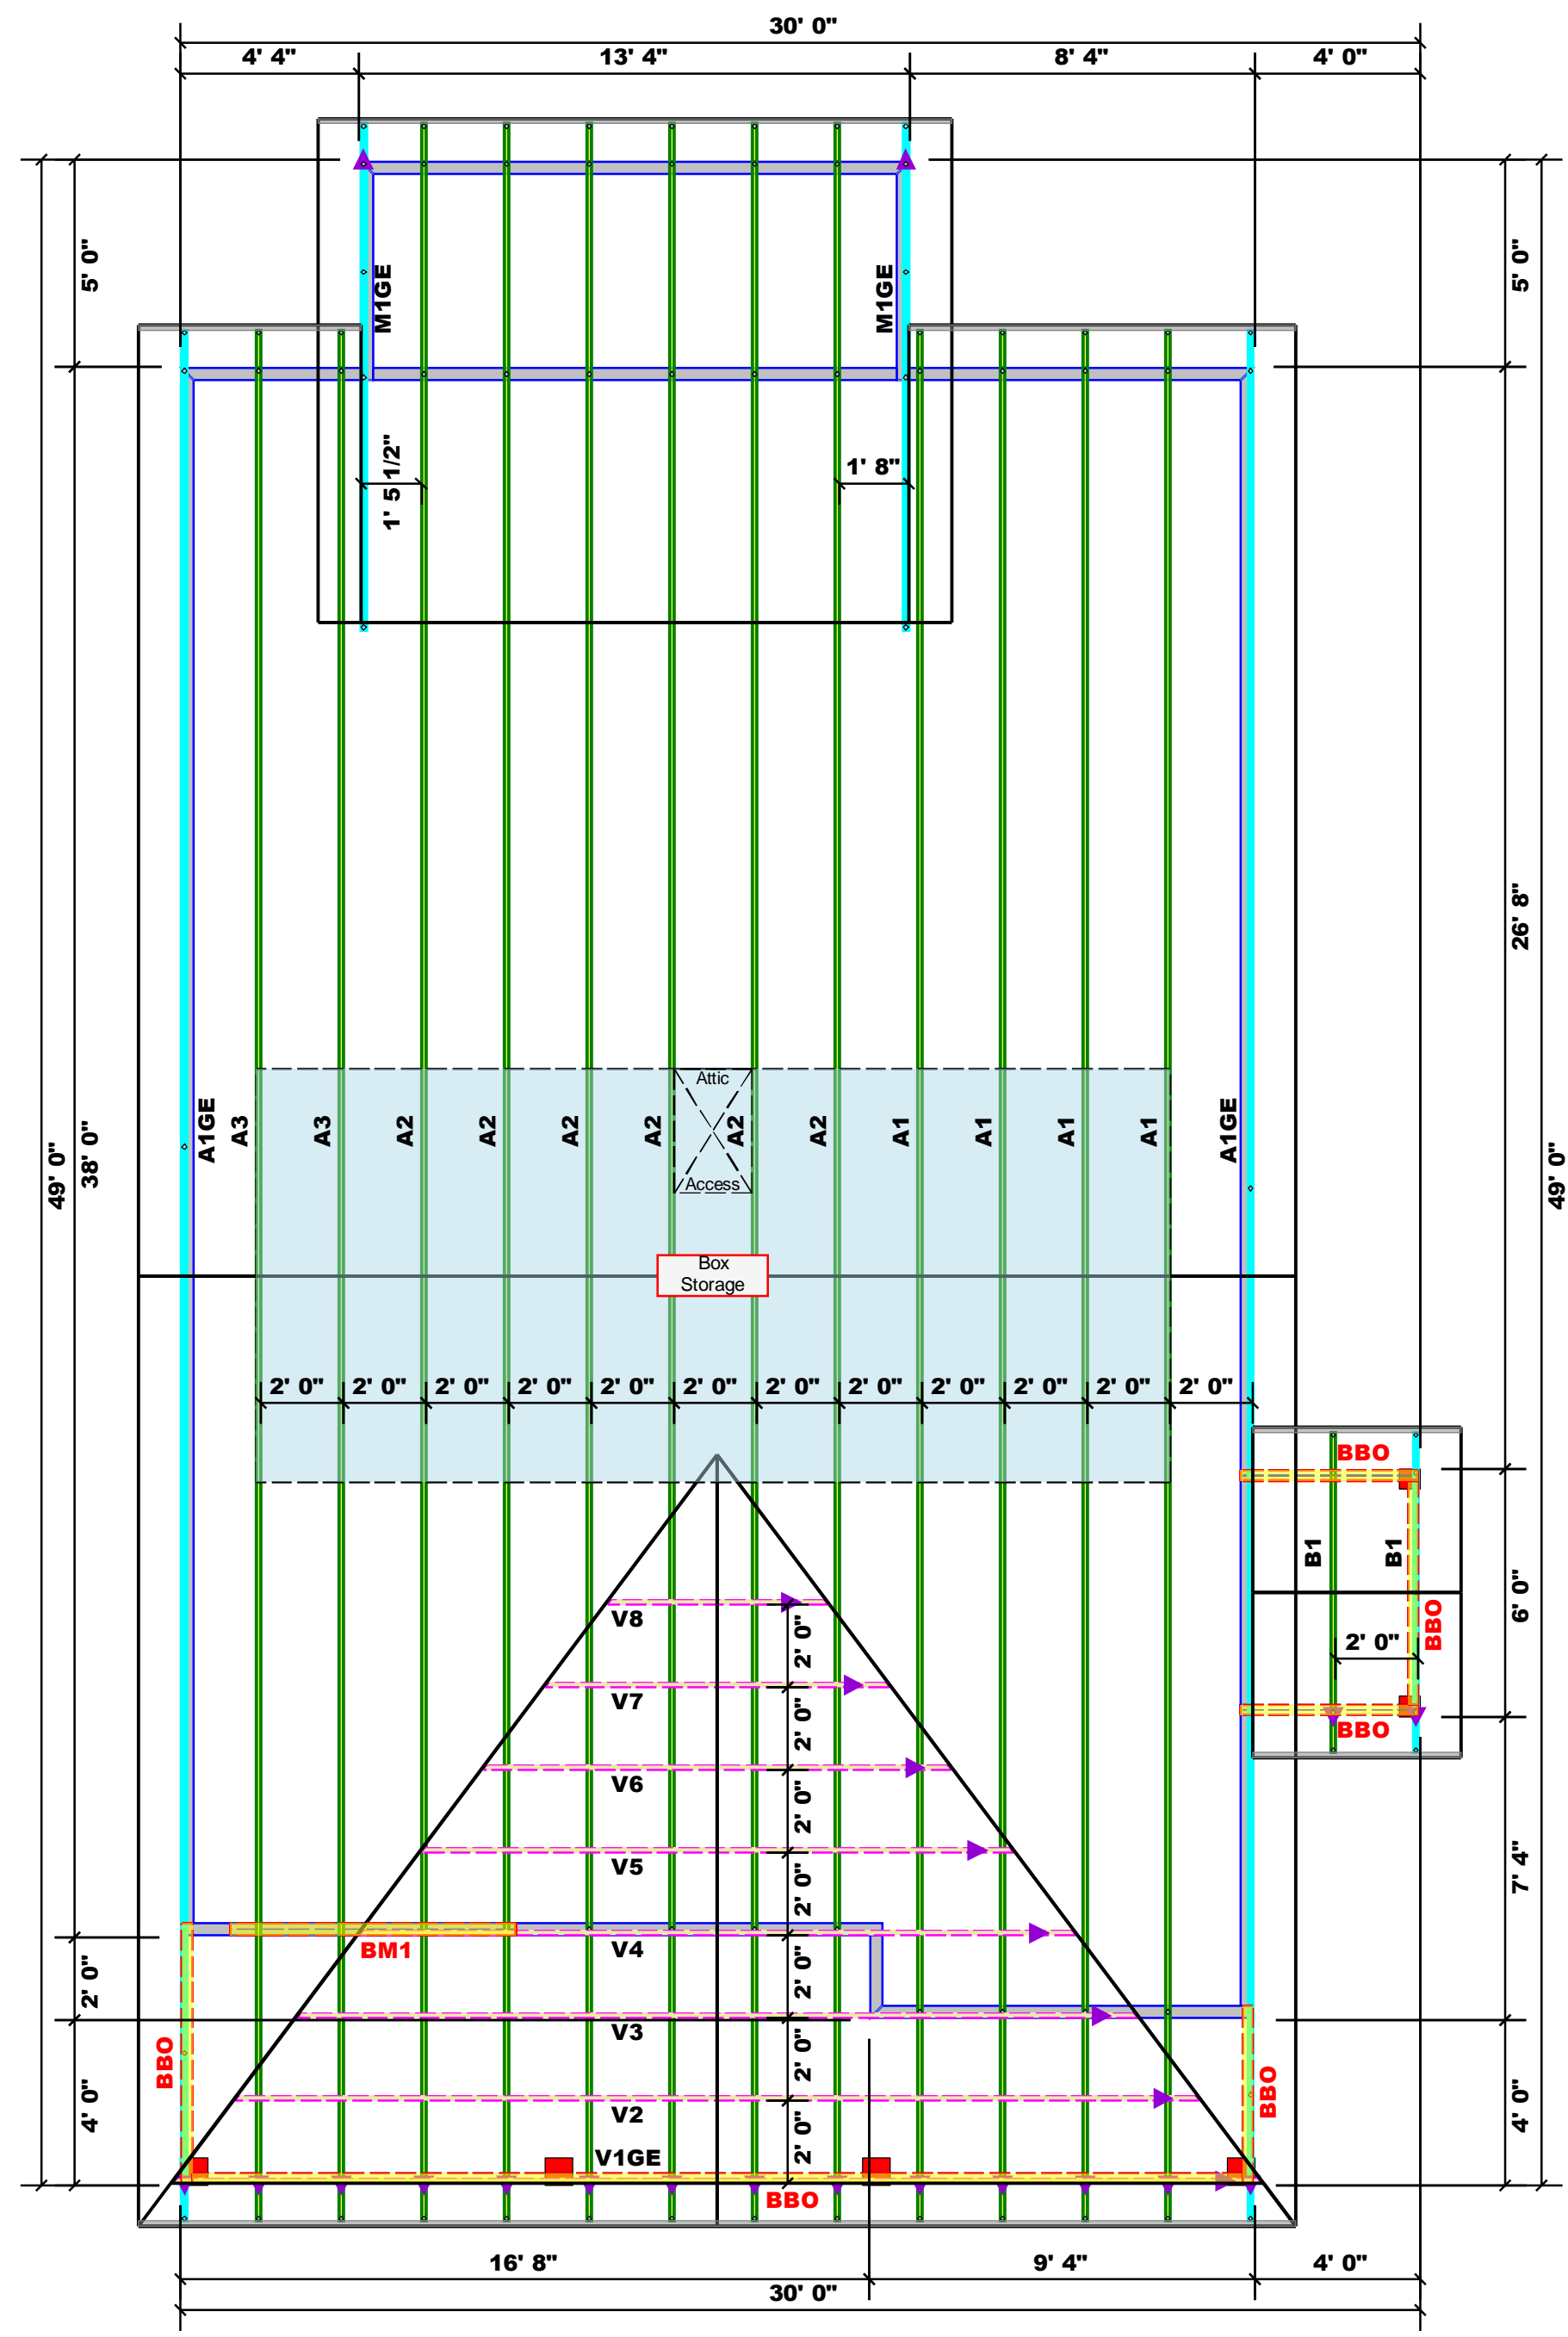 30' 0"
4' 4"
13' 4"
8' 4"
4' 0"
5' 0"
5' 0"
M1GE
M1GE
1' 5 1/2"
1' 8"
26' 8"
Attic
A1GE
A3
A3
A2
A2
A2
A2
A2
A2
A1
A1
A1
A1
A1GE
49' 0"
38' 0"
49' 0"
Access
Box
Storage
2' 0"
2' 0"
2' 0"
2' 0"
2' 0"
2' 0"
2' 0"
2' 0"
2' 0"
2' 0"
2' 0"
2' 0"
BBO
B1
B1
6' 0"
BBO
V8
2' 0"
2' 0"
V7
2' 0"
BBO
V6
2' 0"
V5
2' 0"
7' 4"
BM1
V4
2' 0"
2' 0"
V3
2' 0"
BBO
BBO
4' 0"
V2
2' 0"
4' 0"
V1GE
BBO
16' 8"
9' 4"
4' 0"
30' 0"